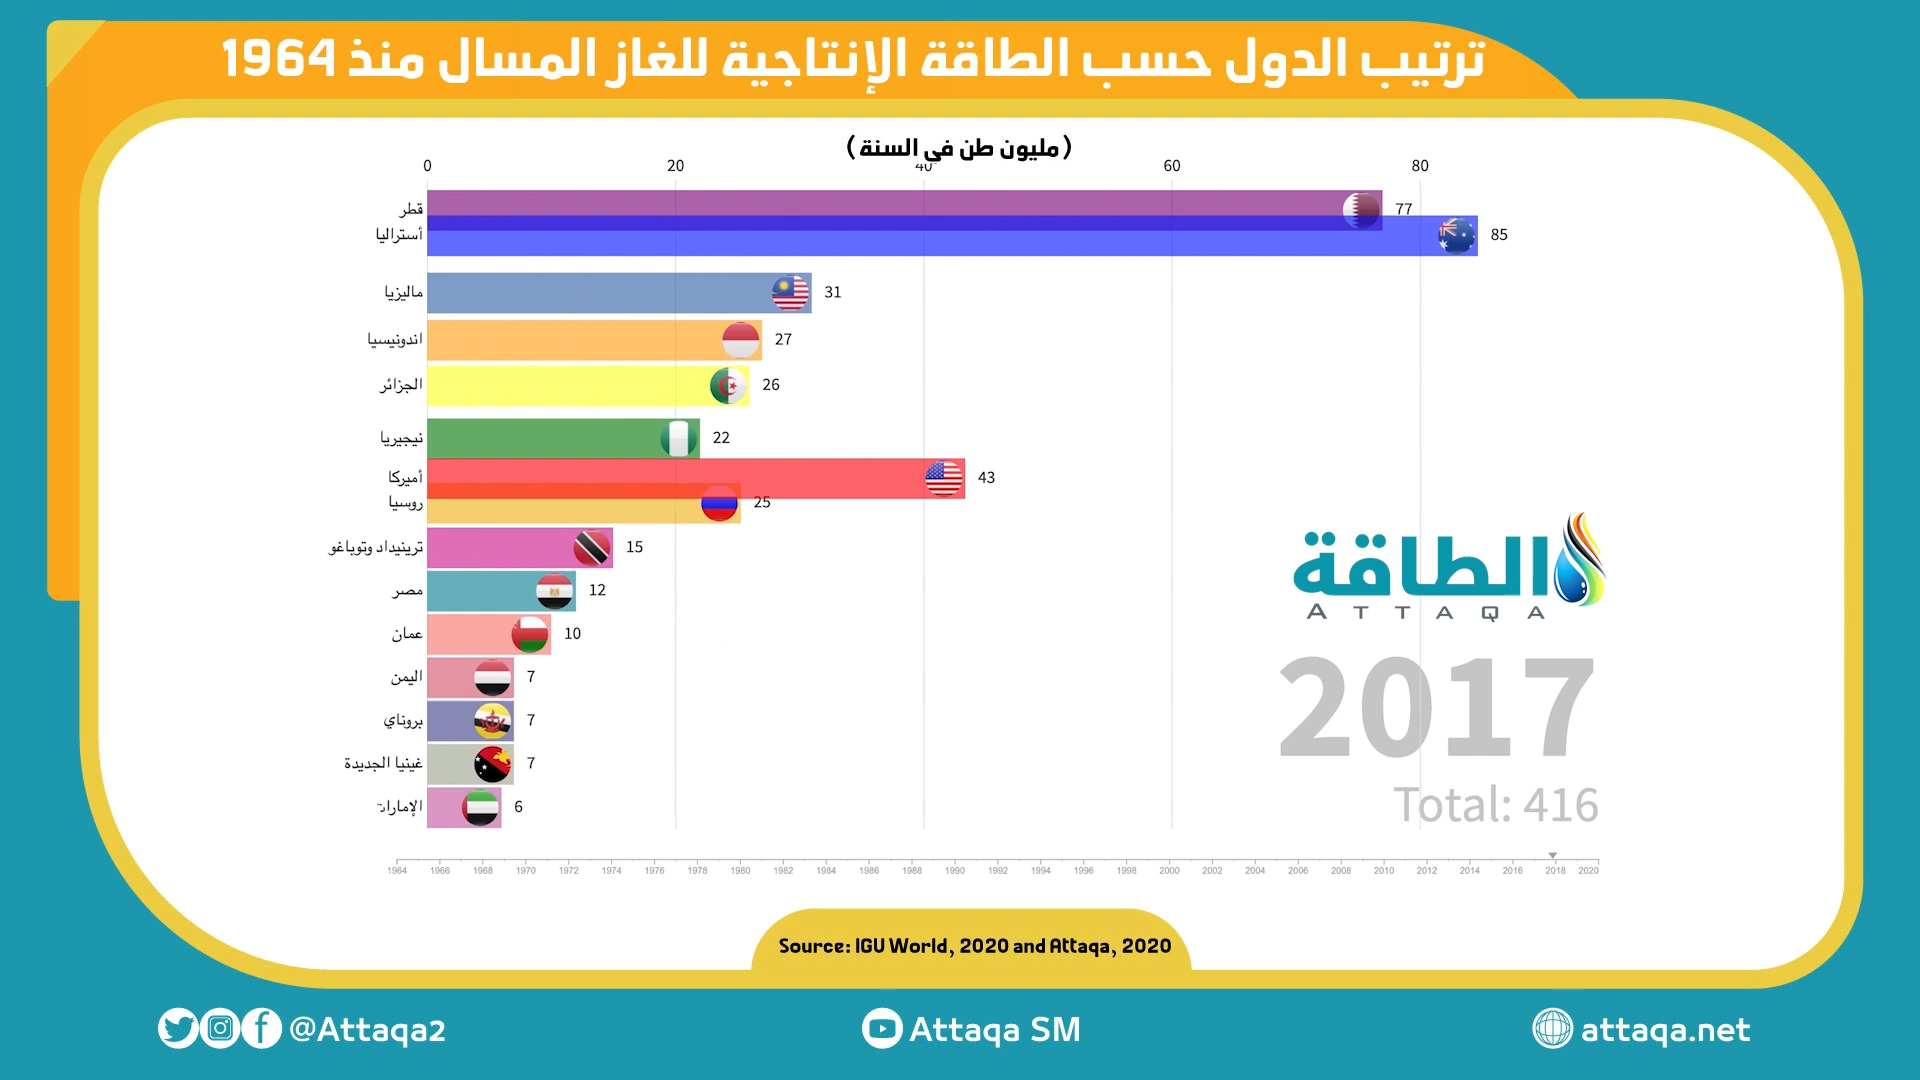 ترتيب الدول حسب الطاقة الإنتاجية للغاز المسال منذ 1964
(مليون طن في السنة)
0 20 40 60 80
قطر 77
أستراليا 85
ماليزيا 31
اندونيسيا 27
الجزائر 26
نيجيريا 22
أميركا 43
روسيا 25
ترينيداد وتوباغو 15
مصر 12
عمان 10
اليمن 7
بروناي 7
غينيا الجديدة 7
الإمارات 6
الطاقة
ATTAQA
2017
Total: 416
1964 1966 1968 1970 1972 1974 1976 1978 1980 1982 1984 1986 1988 1990 1992 1994 1996 1998 2000 2002 2004 2006 2008 2010 2012 2014 2016 2018 2020
Source: IGU World, 2020 and Attaqa, 2020
@Attaqa2
Attaqa SM
attaqa.net